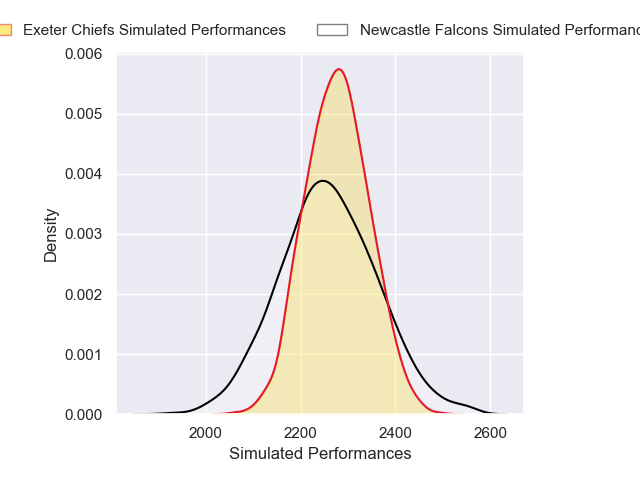 Exeter Chiefs Simulated Performances
Newcastle Falcons Simulated
0.006
0.005
0.004
0.003
0.002
0.001
0.000
Density
2000
2200
2400
2600
Simulated Performances